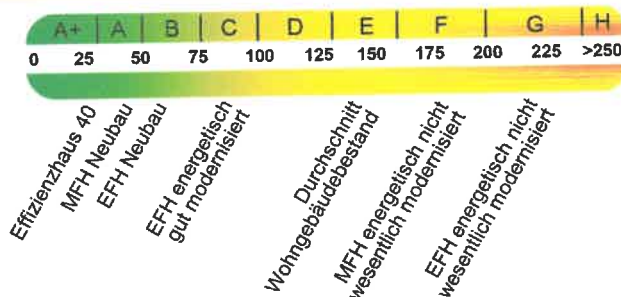 A+ A B C D E F G H
0 25 50 75 100 125 150 175 200 225 >250
Effizienzhaus 40
MFH Neubau
EFH Neubau
EFH energetisch
gut modernisiert
Durchschnitt
Wohngebäudebestand
MFH energetisch nicht
wesentlich modernisiert
EFH energetisch nicht
wesentlich modernisiert